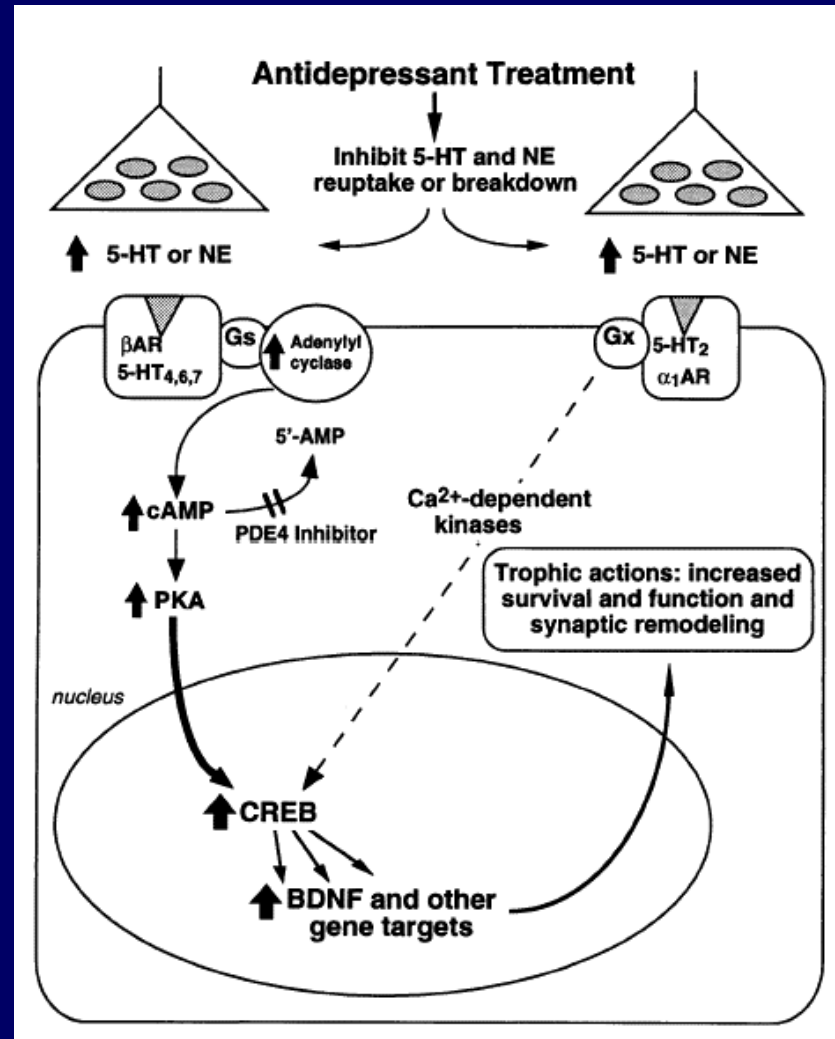 Antidepressant Treatment
Inhibit 5-HT and NE
reuptake or breakdown
5-HT or NE
5-HT or NE
βAR
5-HT4,6,7
Gs
Adenylyl
cyclase
Gx
5-HT2
α1AR
5'-AMP
cAMP
PDE4 Inhibitor
Ca2+-dependent
kinases
PKA
Trophic actions: increased
survival and function and
synaptic remodeling
nucleus
CREB
BDNF and other
gene targets